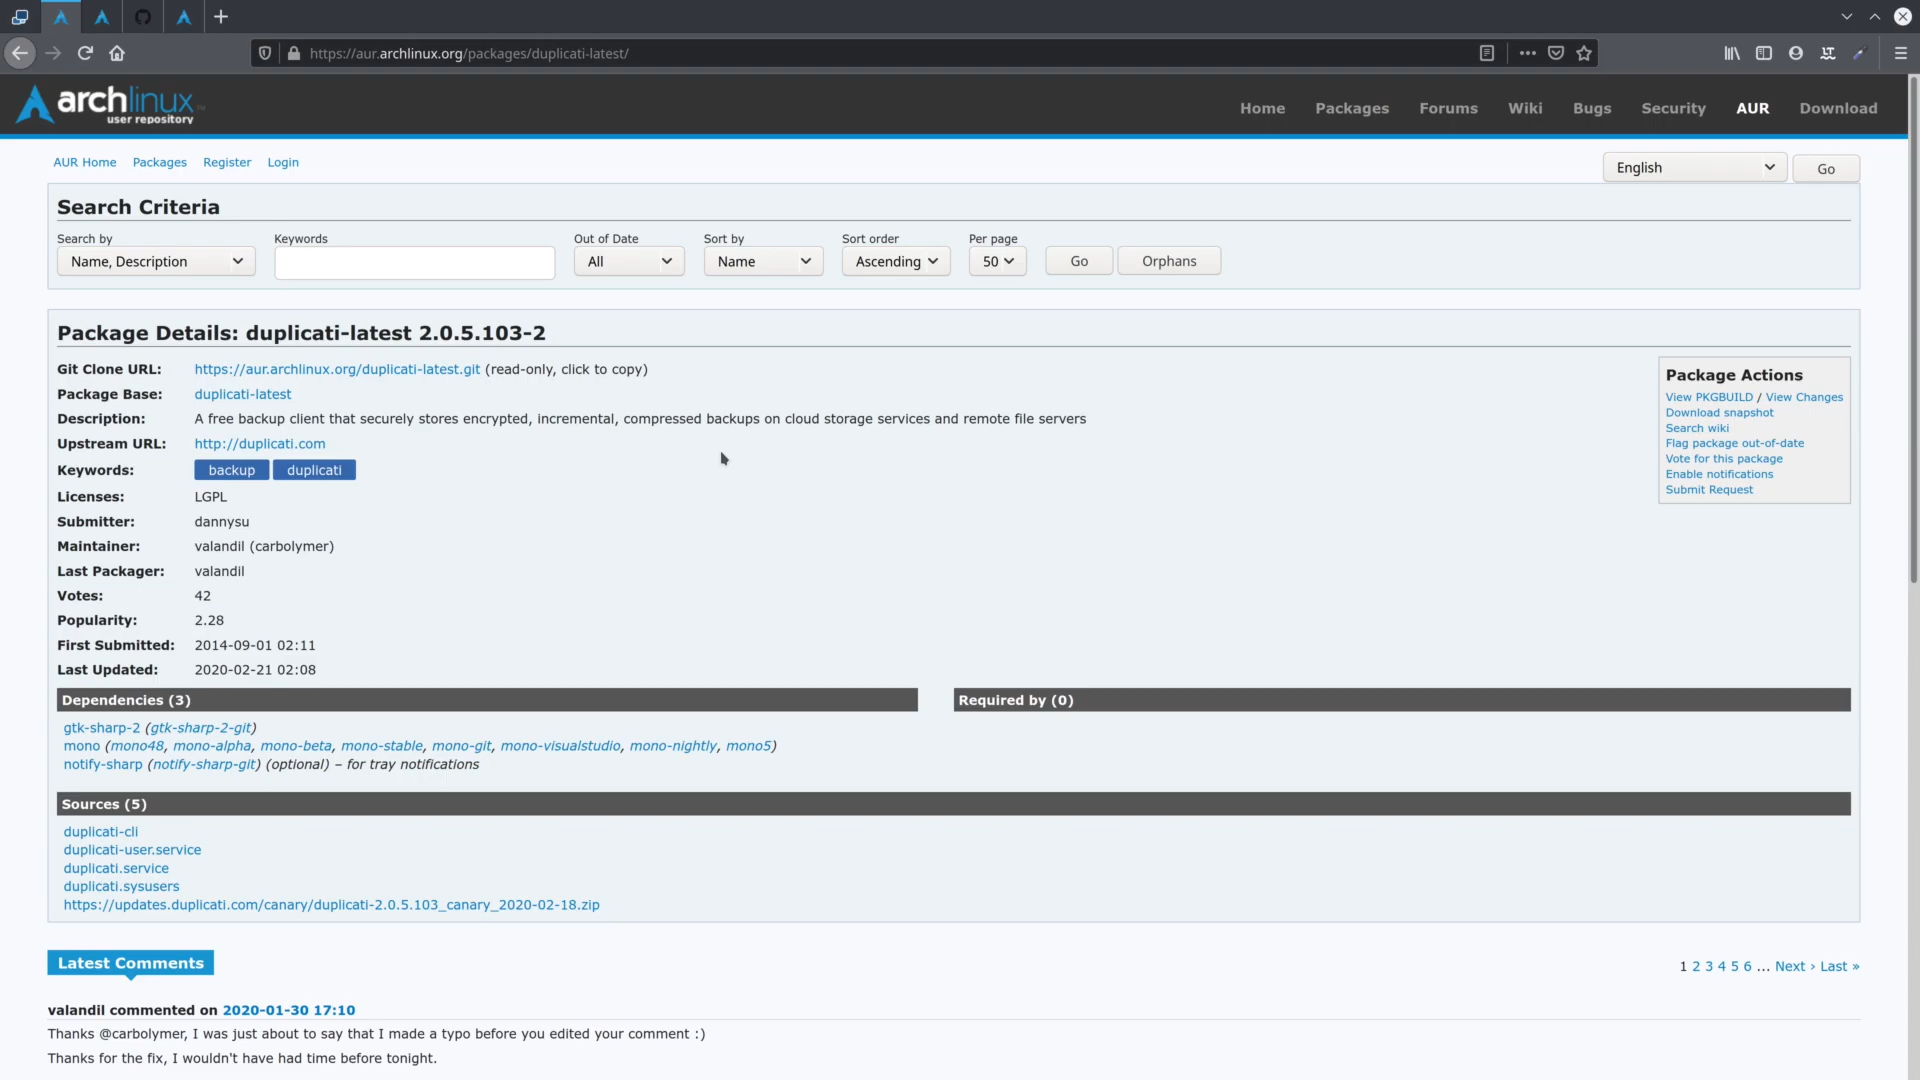 https://aur.archlinux.org/packages/duplicati-latest/
archlinux
user repository
Home Packages Forums Wiki Bugs Security AUR Download
AUR Home Packages Register Login
English Go
Search Criteria
Search by Keywords Out of Date Sort by Sort order Per page
Name, Description All Name Ascending 50 Go Orphans
Package Details: duplicati-latest 2.0.5.103-2
Git Clone URL: https://aur.archlinux.org/duplicati-latest.git (read-only, click to copy)
Package Base: duplicati-latest
Description: A free backup client that securely stores encrypted, incremental, compressed backups on cloud storage services and remote file servers
Upstream URL: http://duplicati.com
Keywords: backup duplicati
Licenses: LGPL
Submitter: dannysu
Maintainer: valandil (carbolymer)
Last Packager: valandil
Votes: 42
Popularity: 2.28
First Submitted: 2014-09-01 02:11
Last Updated: 2020-02-21 02:08
Package Actions
View PKGBUILD / View Changes
Download snapshot
Search wiki
Flag package out-of-date
Vote for this package
Enable notifications
Submit Request
Dependencies (3)
gtk-sharp-2 (gtk-sharp-2-git)
mono (mono48, mono-alpha, mono-beta, mono-stable, mono-git, mono-visualstudio, mono-nightly, mono5)
notify-sharp (notify-sharp-git) (optional) – for tray notifications
Required by (0)
Sources (5)
duplicati-cli
duplicati-user.service
duplicati.service
duplicati.sysusers
https://updates.duplicati.com/canary/duplicati-2.0.5.103_canary_2020-02-18.zip
Latest Comments
1 2 3 4 5 6 ... Next › Last »
valandil commented on 2020-01-30 17:10
Thanks @carbolymer, I was just about to say that I made a typo before you edited your comment :)
Thanks for the fix, I wouldn't have had time before tonight.